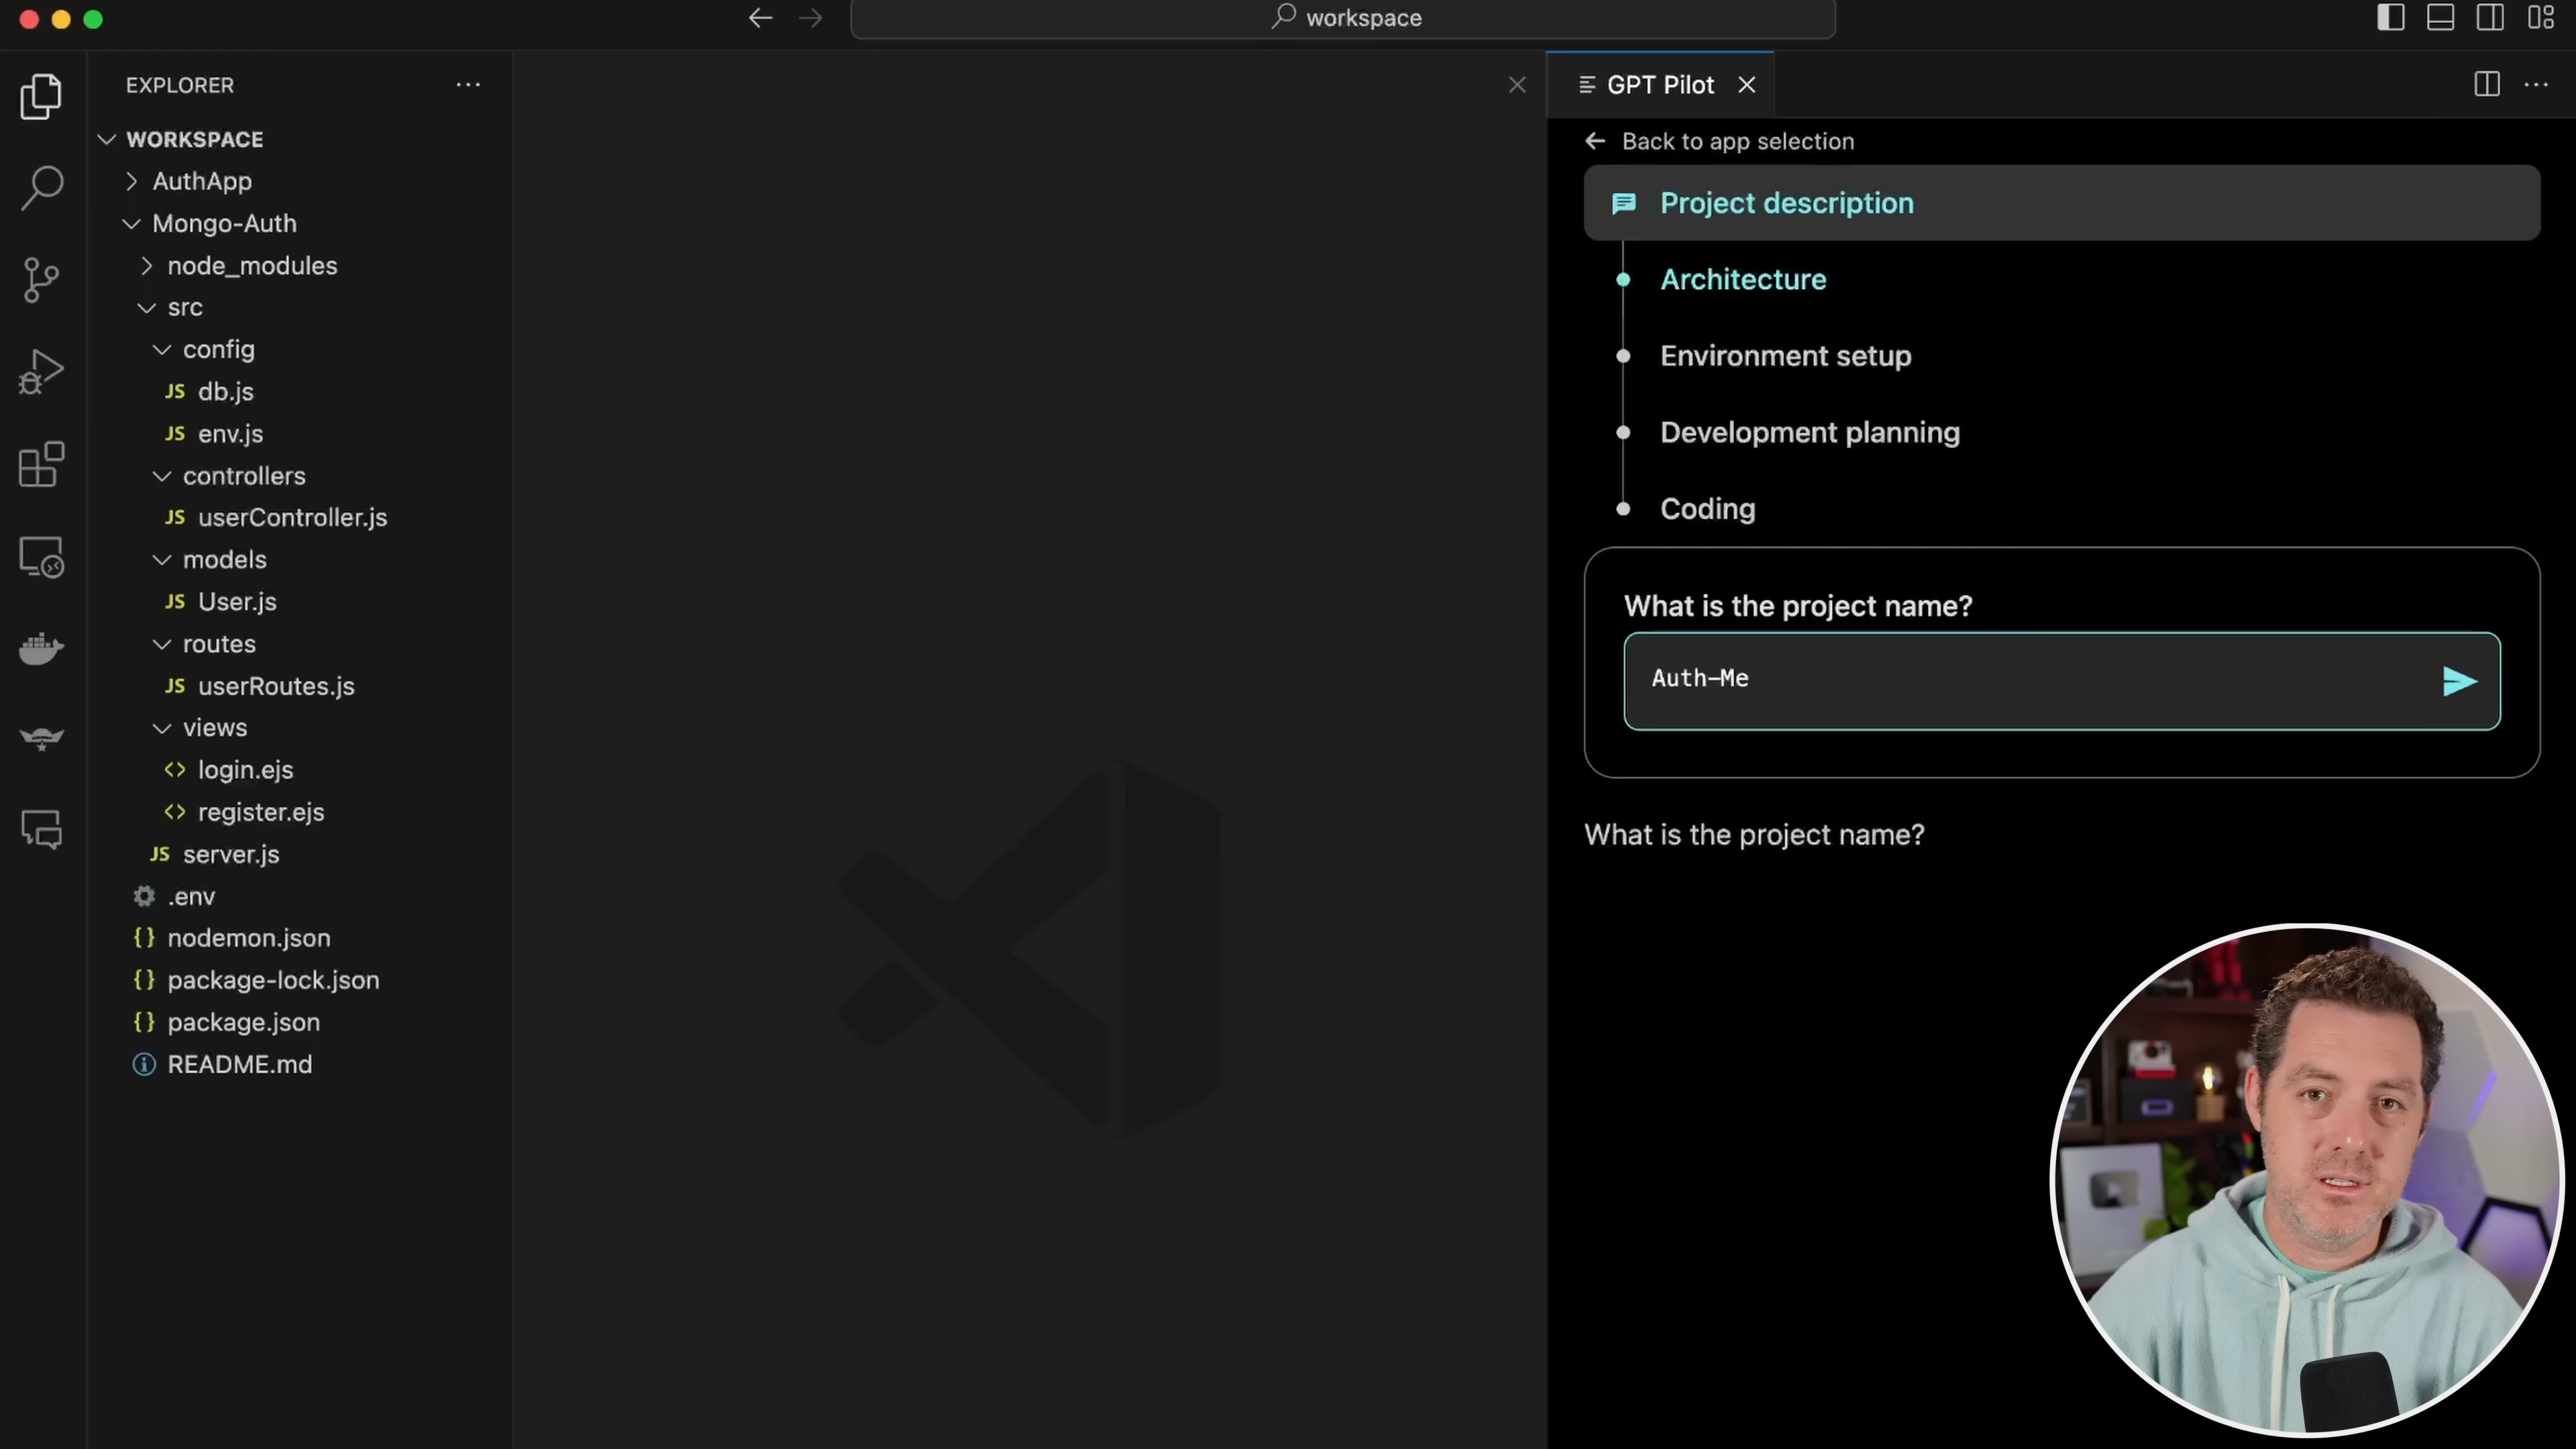 workspace
EXPLORER
WORKSPACE
AuthApp
Mongo-Auth
node_modules
src
config
JS db.js
JS env.js
controllers
JS userController.js
models
JS User.js
routes
JS userRoutes.js
views
<> login.ejs
<> register.ejs
JS server.js
.env
{} nodemon.json
{} package-lock.json
{} package.json
README.md
GPT Pilot
Back to app selection
Project description
Architecture
Environment setup
Development planning
Coding
What is the project name?
Auth-Me
What is the project name?